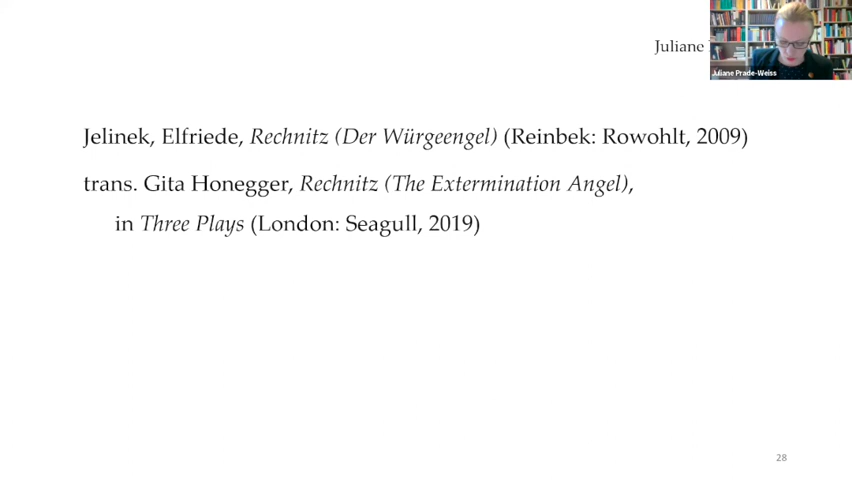 Juliane
Juliane Prade-Weiss
Jelinek, Elfriede, Rechnitz (Der Würgeengel) (Reinbek: Rowohlt, 2009)
trans. Gita Honegger, Rechnitz (The Extermination Angel),
in Three Plays (London: Seagull, 2019)
28